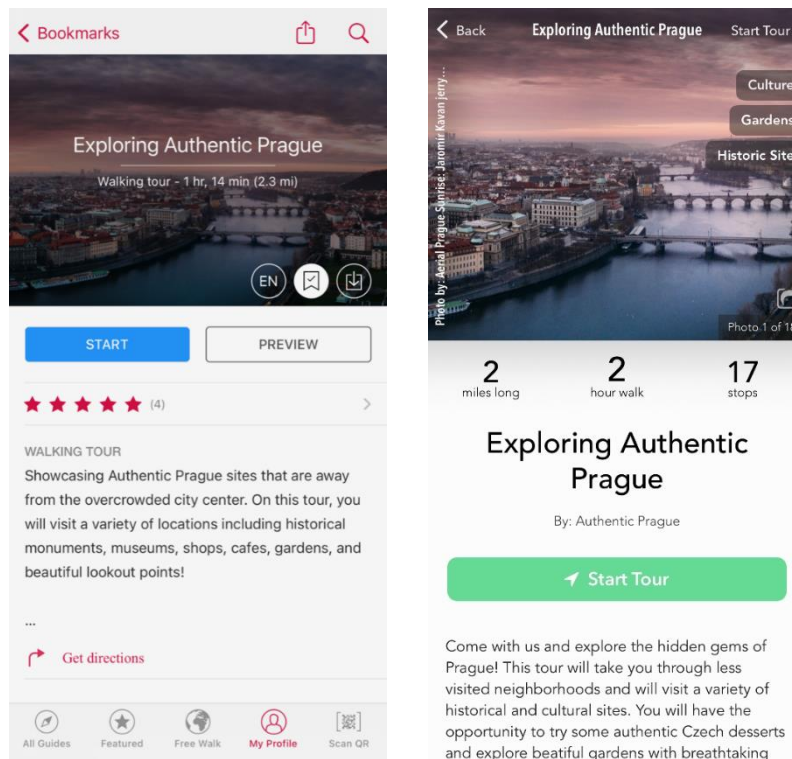 Bookmarks
Exploring Authentic Prague
Walking tour - 1 hr, 14 min (2.3 mi)
EN
START
PREVIEW
(4)
WALKING TOUR
Showcasing Authentic Prague sites that are away
from the overcrowded city center. On this tour, you
will visit a variety of locations including historical
monuments, museums, shops, cafes, gardens, and
beautiful lookout points!
...
Get directions
All Guides
Featured
Free Walk
My Profile
Scan QR
Back
Exploring Authentic Prague
Start Tour
Culture
Gardens
Historic Site
Photo by: Aerial Prague Sunrise: Jaromir Kavan jerry...
Photo 1 of 18
2
miles long
2
hour walk
17
stops
Exploring Authentic
Prague
By: Authentic Prague
Start Tour
Come with us and explore the hidden gems of
Prague! This tour will take you through less
visited neighborhoods and will visit a variety of
historical and cultural sites. You will have the
opportunity to try some authentic Czech desserts
and explore beatiful gardens with breathtaking